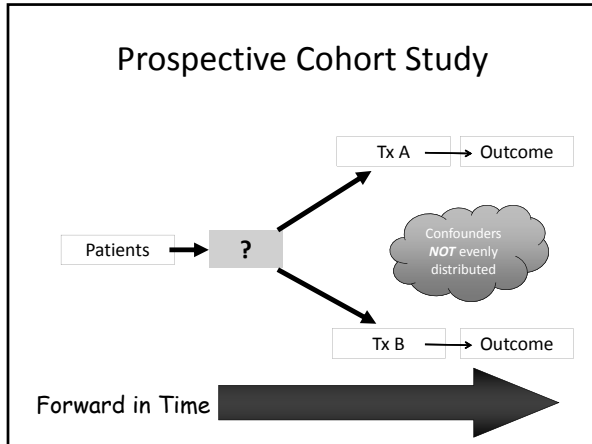 Prospective Cohort Study
Tx A
Outcome
Patients
?
Confounders
NOT evenly
distributed
Tx B
Outcome
Forward in Time